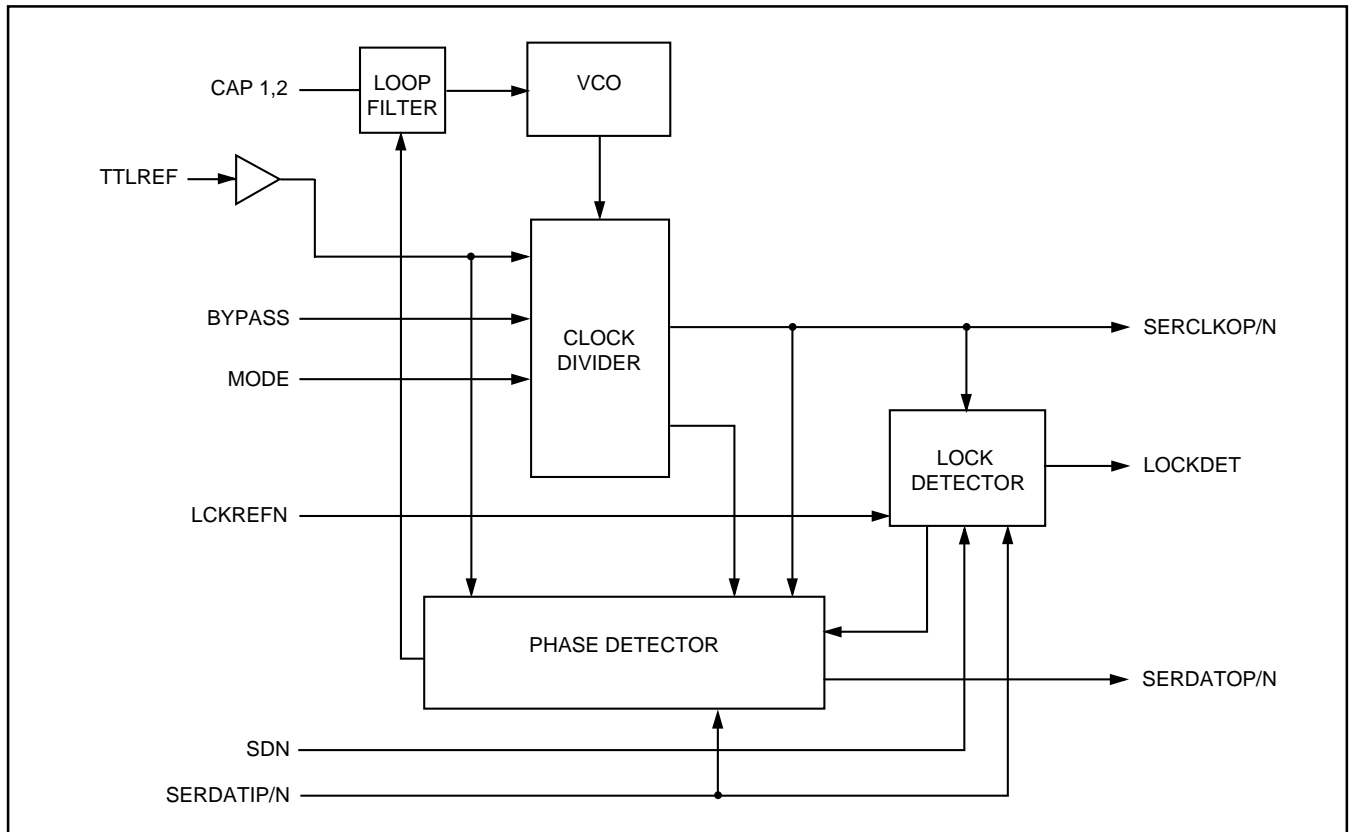 CAP 1,2
LOOP
FILTER
VCO
TTLREF
BYPASS
MODE
CLOCK
DIVIDER
SERCLKOP/N
LOCK
DETECTOR
LOCKDET
LCKREFN
PHASE DETECTOR
SERDATOP/N
SDN
SERDATIP/N